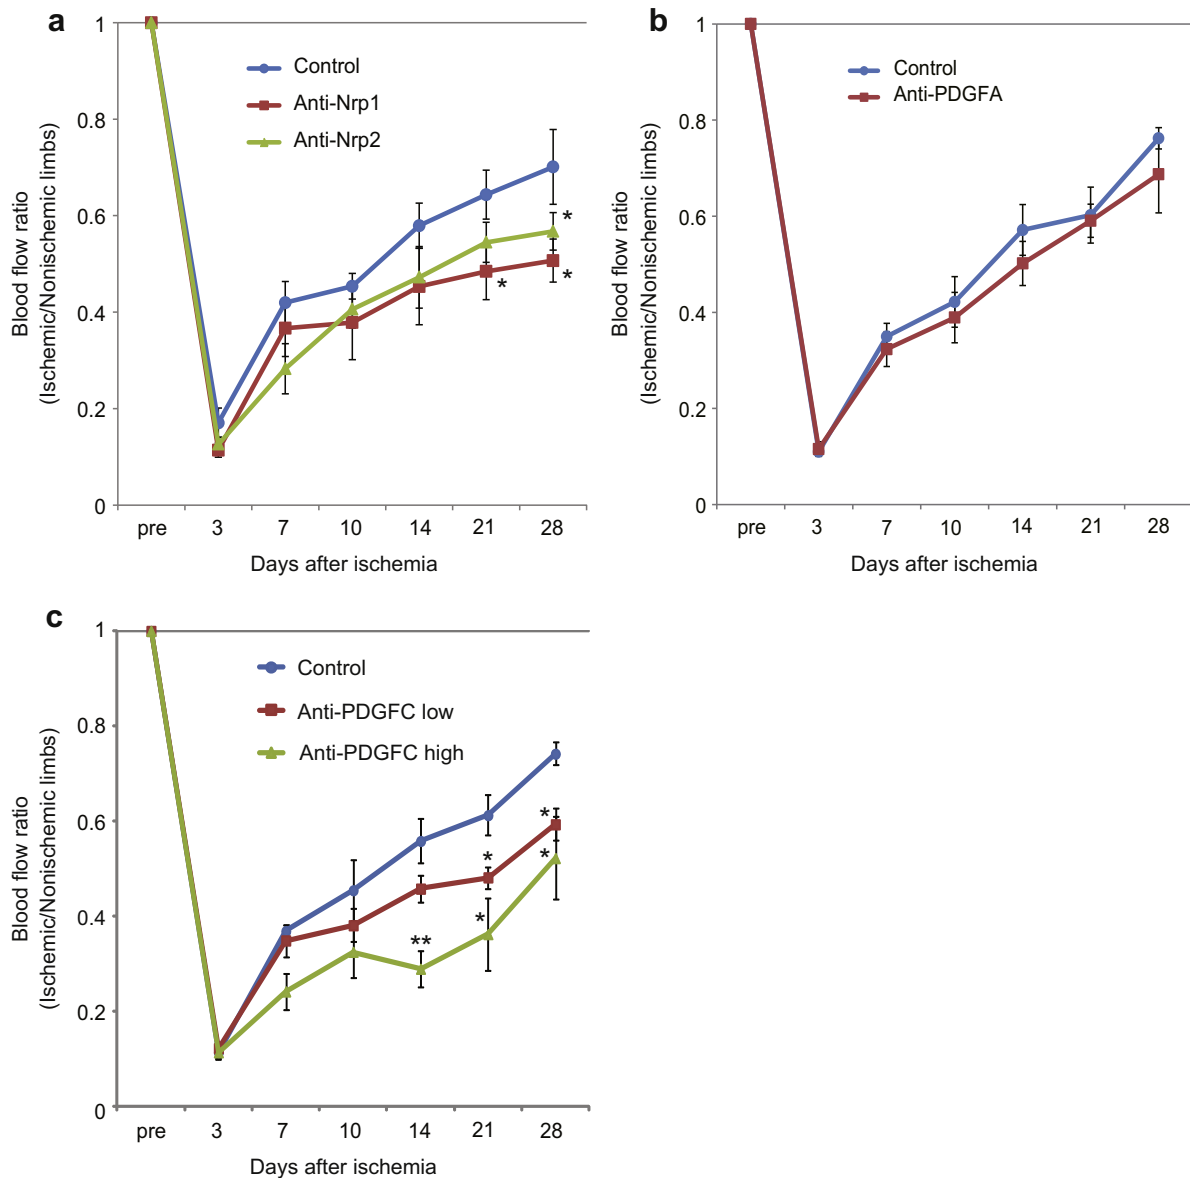 a
1
0.8
0.6
0.4
0.2
0
Blood flow ratio
(Ischemic/Nonischemic limbs)
Control
Anti-Nrp1
Anti-Nrp2
*
*
*
pre 3 7 10 14 21 28
Days after ischemia
b
1
0.8
0.6
0.4
0.2
0
Blood flow ratio
(Ischemic/Nonischemic limbs)
Control
Anti-PDGFA
pre 3 7 10 14 21 28
Days after ischemia
c
1
0.8
0.6
0.4
0.2
0
Blood flow ratio
(Ischemic/Nonischemic limbs)
Control
Anti-PDGFC low
Anti-PDGFC high
*
*
*
*
**
pre 3 7 10 14 21 28
Days after ischemia